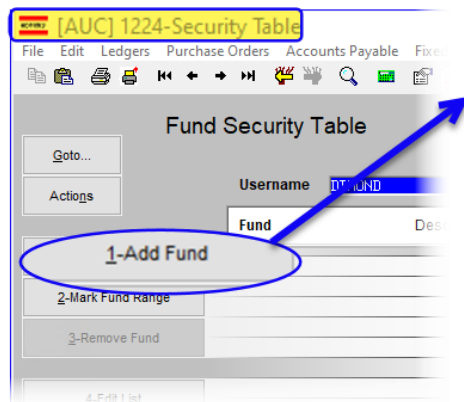 [AUC] 1224-Security Table
File Edit Ledgers Purchase Orders Accounts Payable Fixed
Fund Security Table
Goto...
Actions
Username
Fund
1-Add Fund
2-Mark Fund Range
3-Remove Fund
4-Edit List